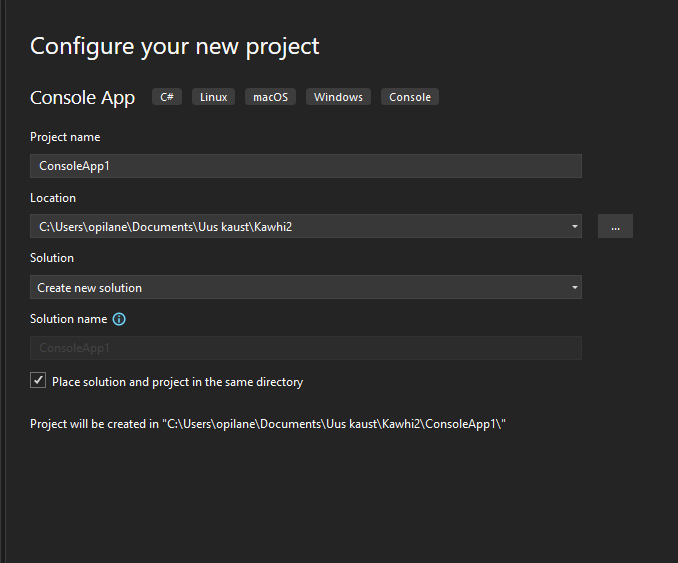 Configure your new project
Console App C# Linux macOS Windows Console
Project name
ConsoleApp1
Location
C:\Users\opilane\Documents\Uus kaust\Kawhi2
...
Solution
Create new solution
Solution name
ConsoleApp1
Place solution and project in the same directory
Project will be created in "C:\Users\opilane\Documents\Uus kaust\Kawhi2\ConsoleApp1\"